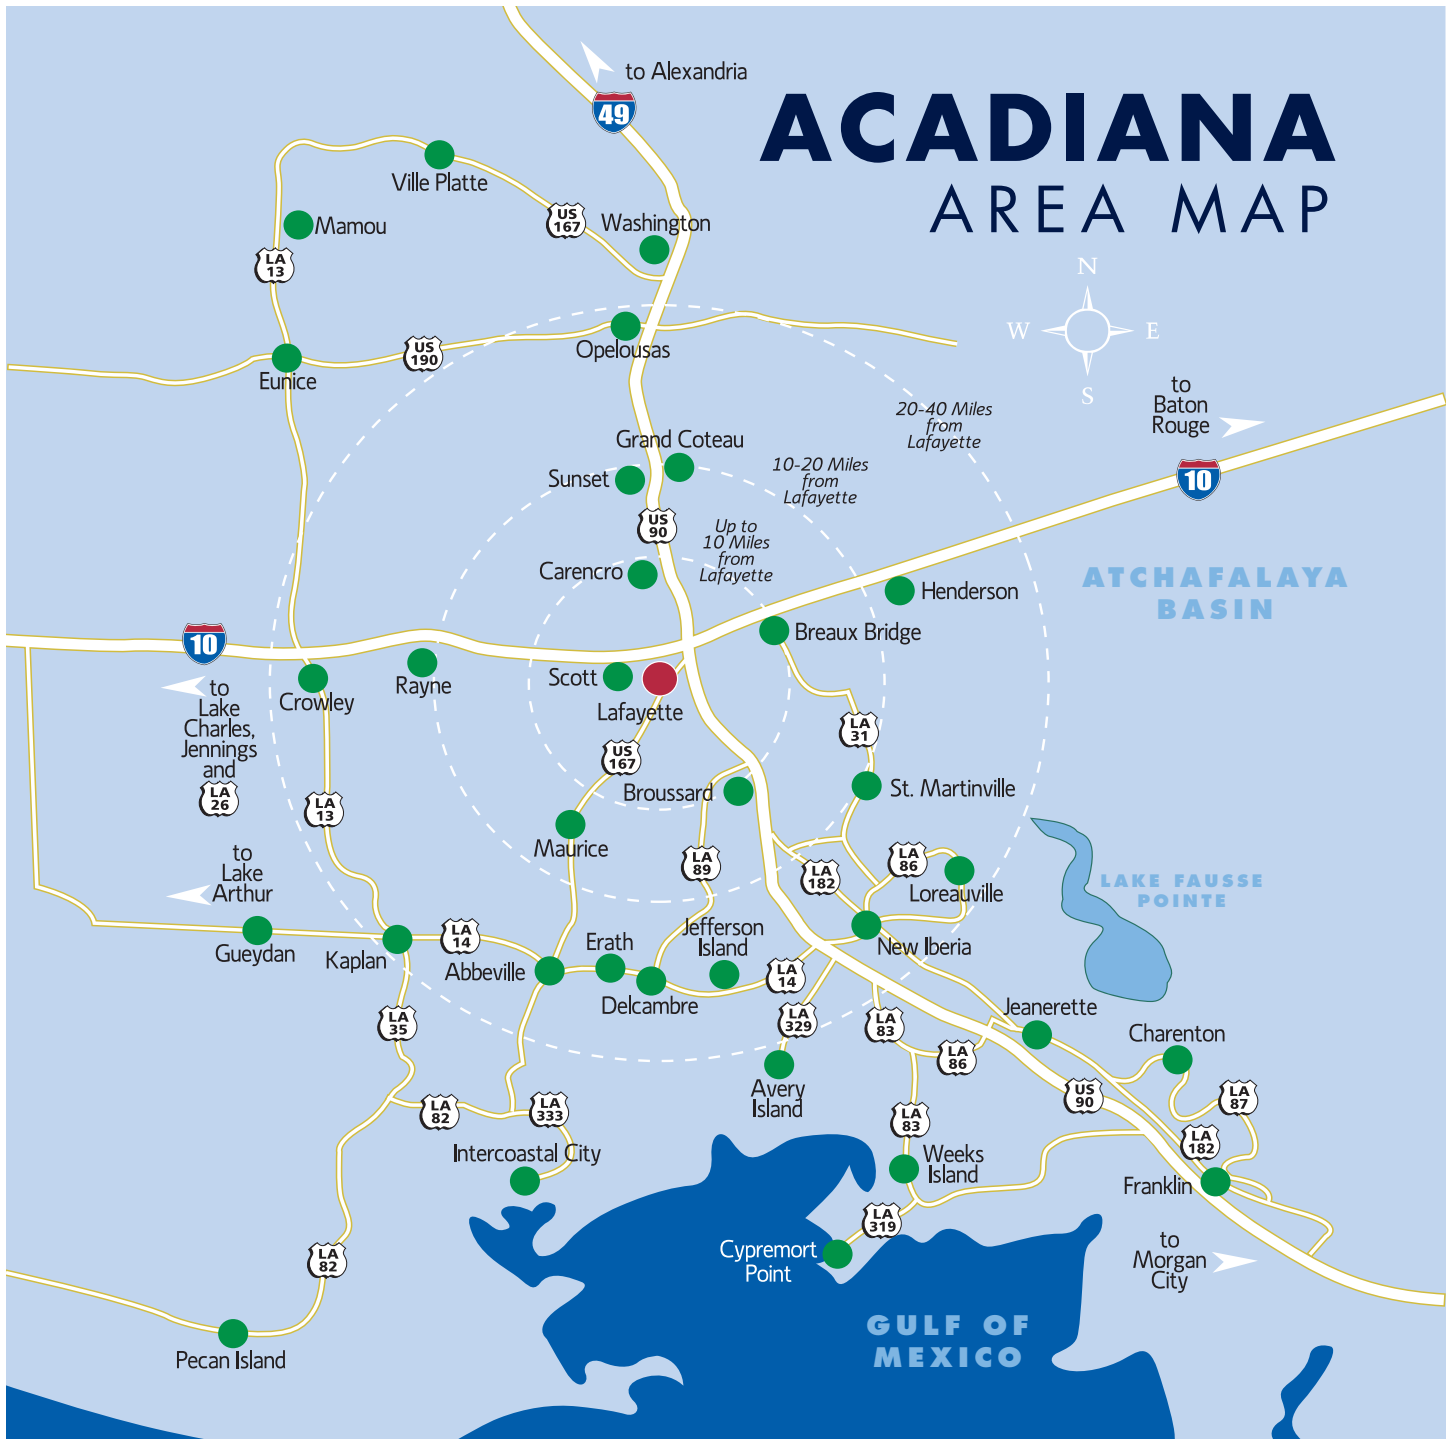 to Alexandria
49
ACADIANA
AREA MAP
Ville Platte
Mamou
US
167
Washington
LA
13
N
W
E
S
Opelousas
US
190
Eunice
to
Baton
Rouge
20-40 Miles
from
Lafayette
Grand Coteau
10-20 Miles
from
Lafayette
Sunset
10
US
90
Up to
10 Miles
from
Lafayette
Carencro
ATCHAFALAYA
BASIN
Henderson
Breaux Bridge
10
Scott
Rayne
Crowley
Lafayette
to
Lake
Charles,
Jennings
and
LA
26
LA
31
US
167
Broussard
St. Martinville
LA
13
Maurice
to
Lake
Arthur
LA
89
LA
182
LA
86
Loreauville
LAKE FAUSSE
POINTE
Gueydan
Kaplan
LA
14
Abbeville
Erath
Jefferson
Island
New Iberia
Delcambre
LA
14
LA
35
LA
329
LA
83
LA
86
Jeanerette
Charenton
Avery
Island
US
90
LA
87
LA
82
LA
333
LA
83
LA
182
Intercoastal City
Weeks
Island
Franklin
LA
319
Cypremort
Point
to
Morgan
City
LA
82
GULF OF
MEXICO
Pecan Island